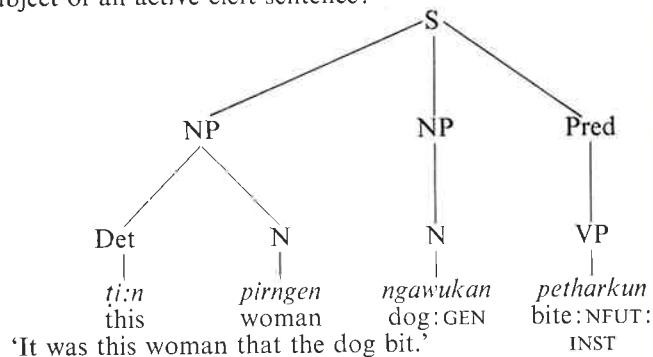 bject of an active cleft sentence?
S
NP NP Pred
Det N N VP
ti:n pirngen ngawukan petharkun
this woman dog:GEN bite:NFUT:
'It was this woman that the dog bit.' INST